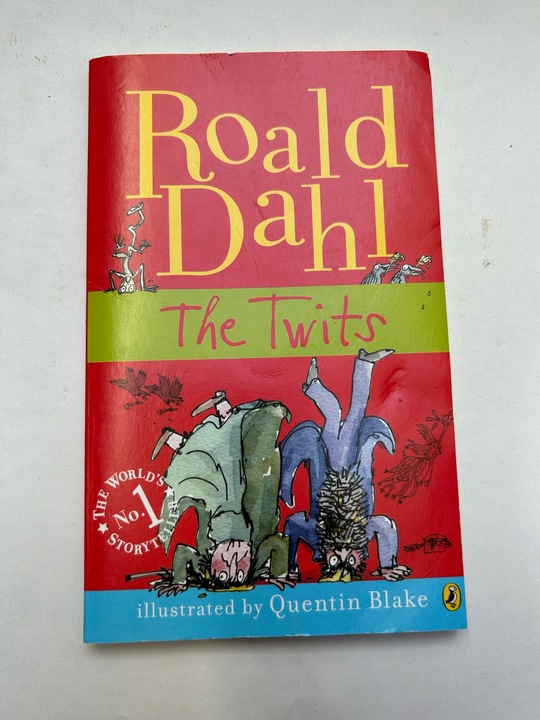 Roald
Dahl
The Twits
THE WORLD'S
No.1
STORYTELLER
illustrated by Quentin Blake